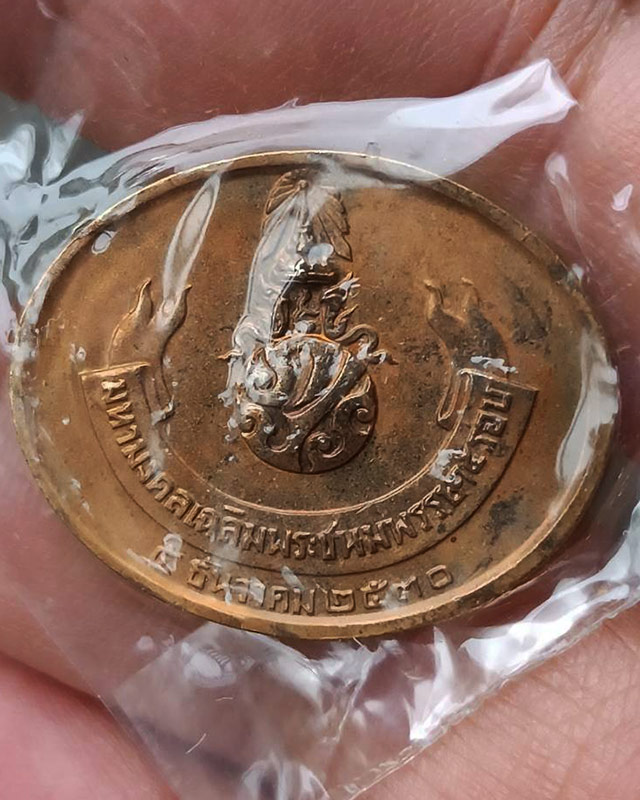 มหามงคลเฉลิมพระชนมพรรษา๕รอบ
๕ ธันวาคม ๒๕๓๐